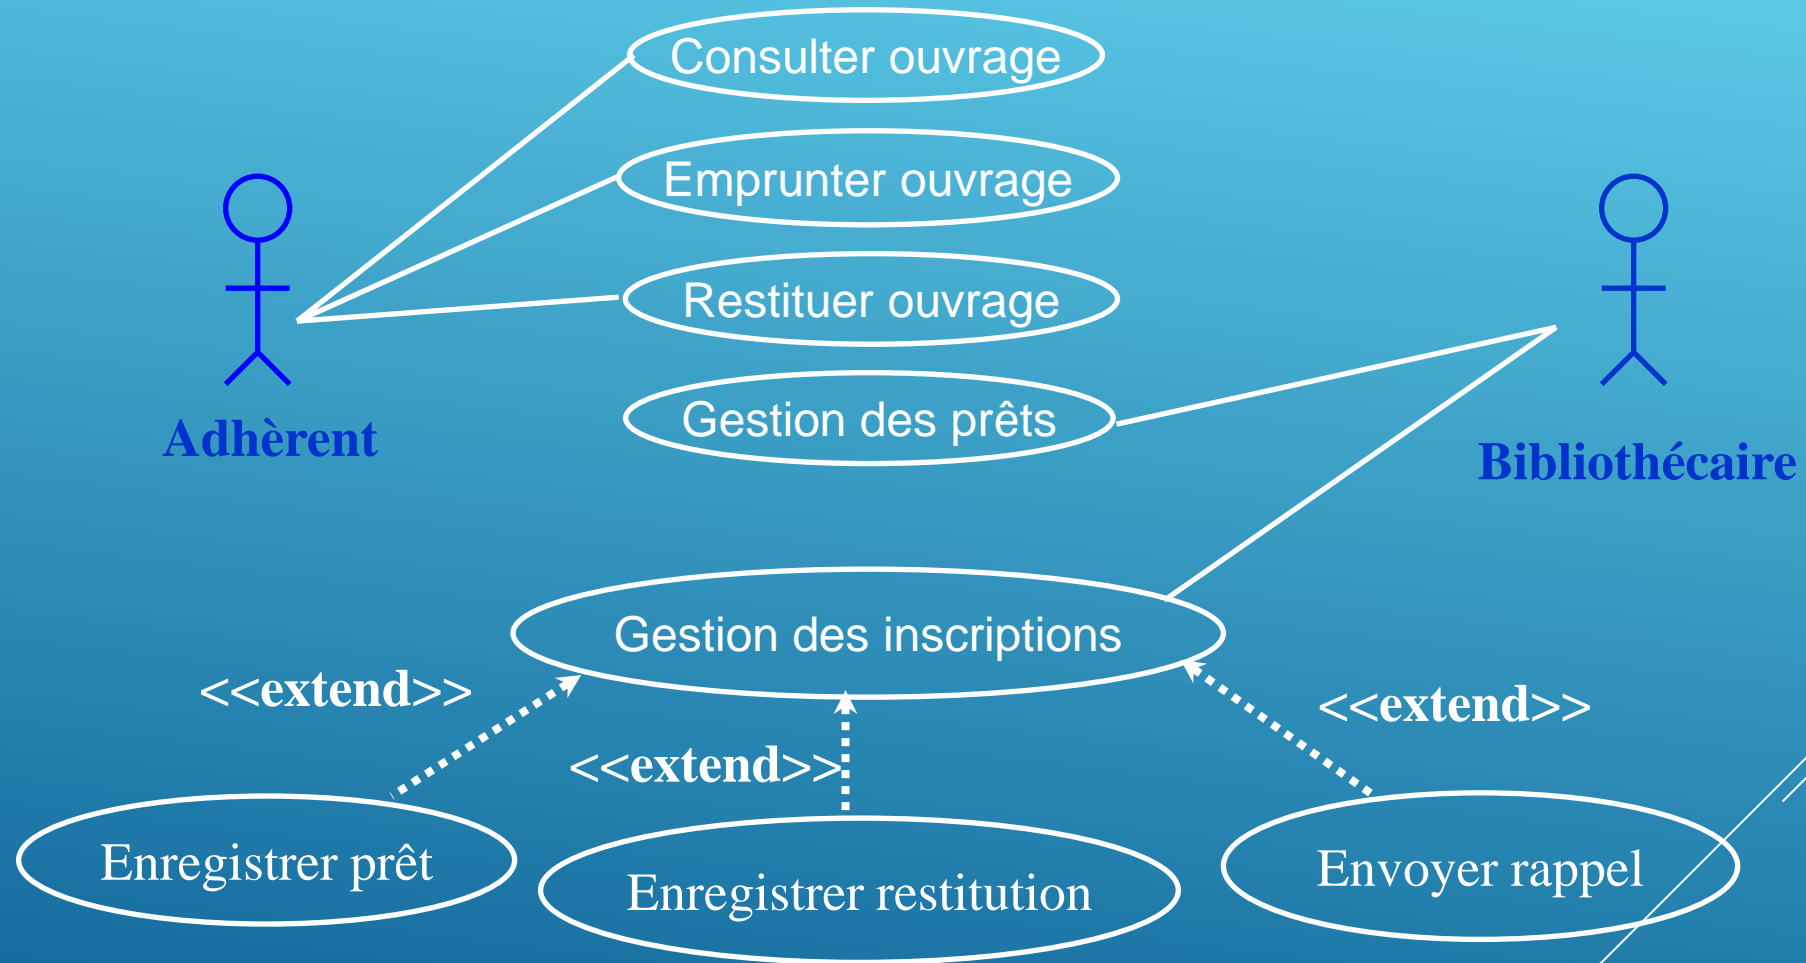 Consulter ouvrage
Emprunter ouvrage
Restituer ouvrage
Gestion des prêts
Adhèrent
Bibliothécaire
Gestion des inscriptions
<<extend>>
<<extend>>
<<extend>>
Enregistrer prêt
Enregistrer restitution
Envoyer rappel